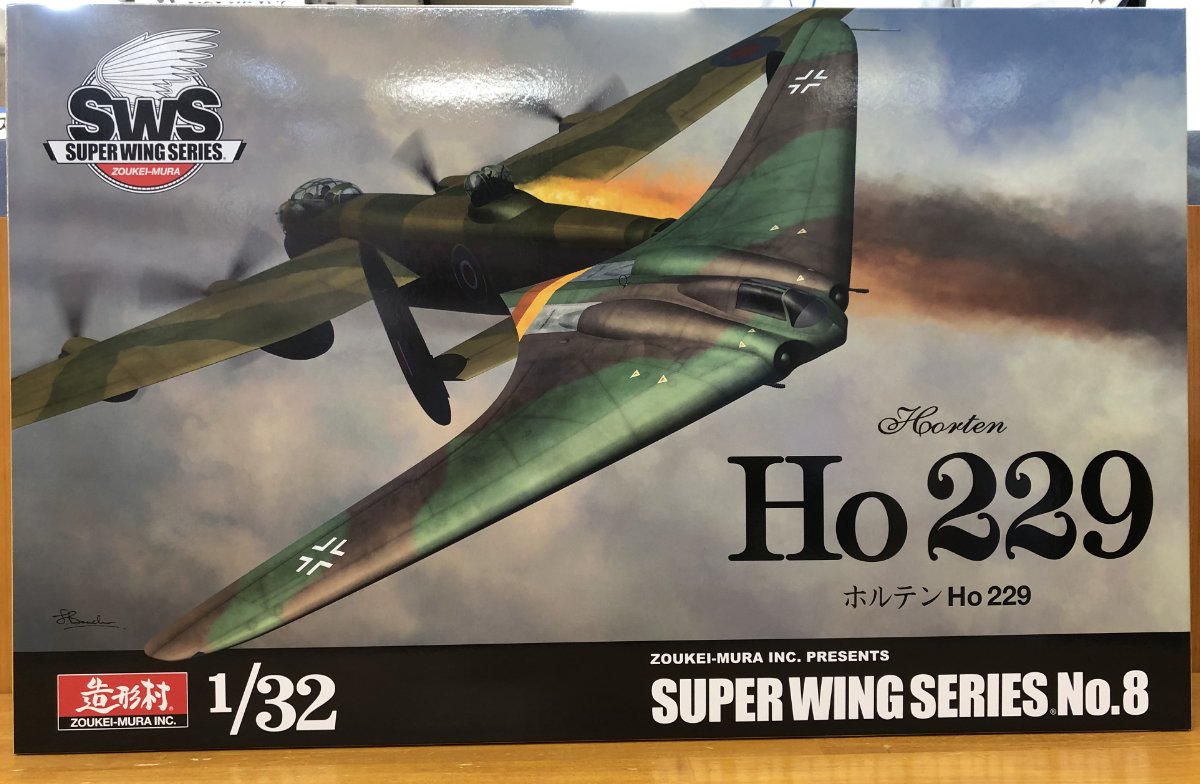 SWS
SUPER WING SERIES.
ZOUKEI-MURA
Horten
Ho 229
ホルテン Ho 229
ZOUKEI-MURA INC. PRESENTS
造形村
ZOUKEI-MURA INC.
1/32
SUPER WING SERIES. No.8